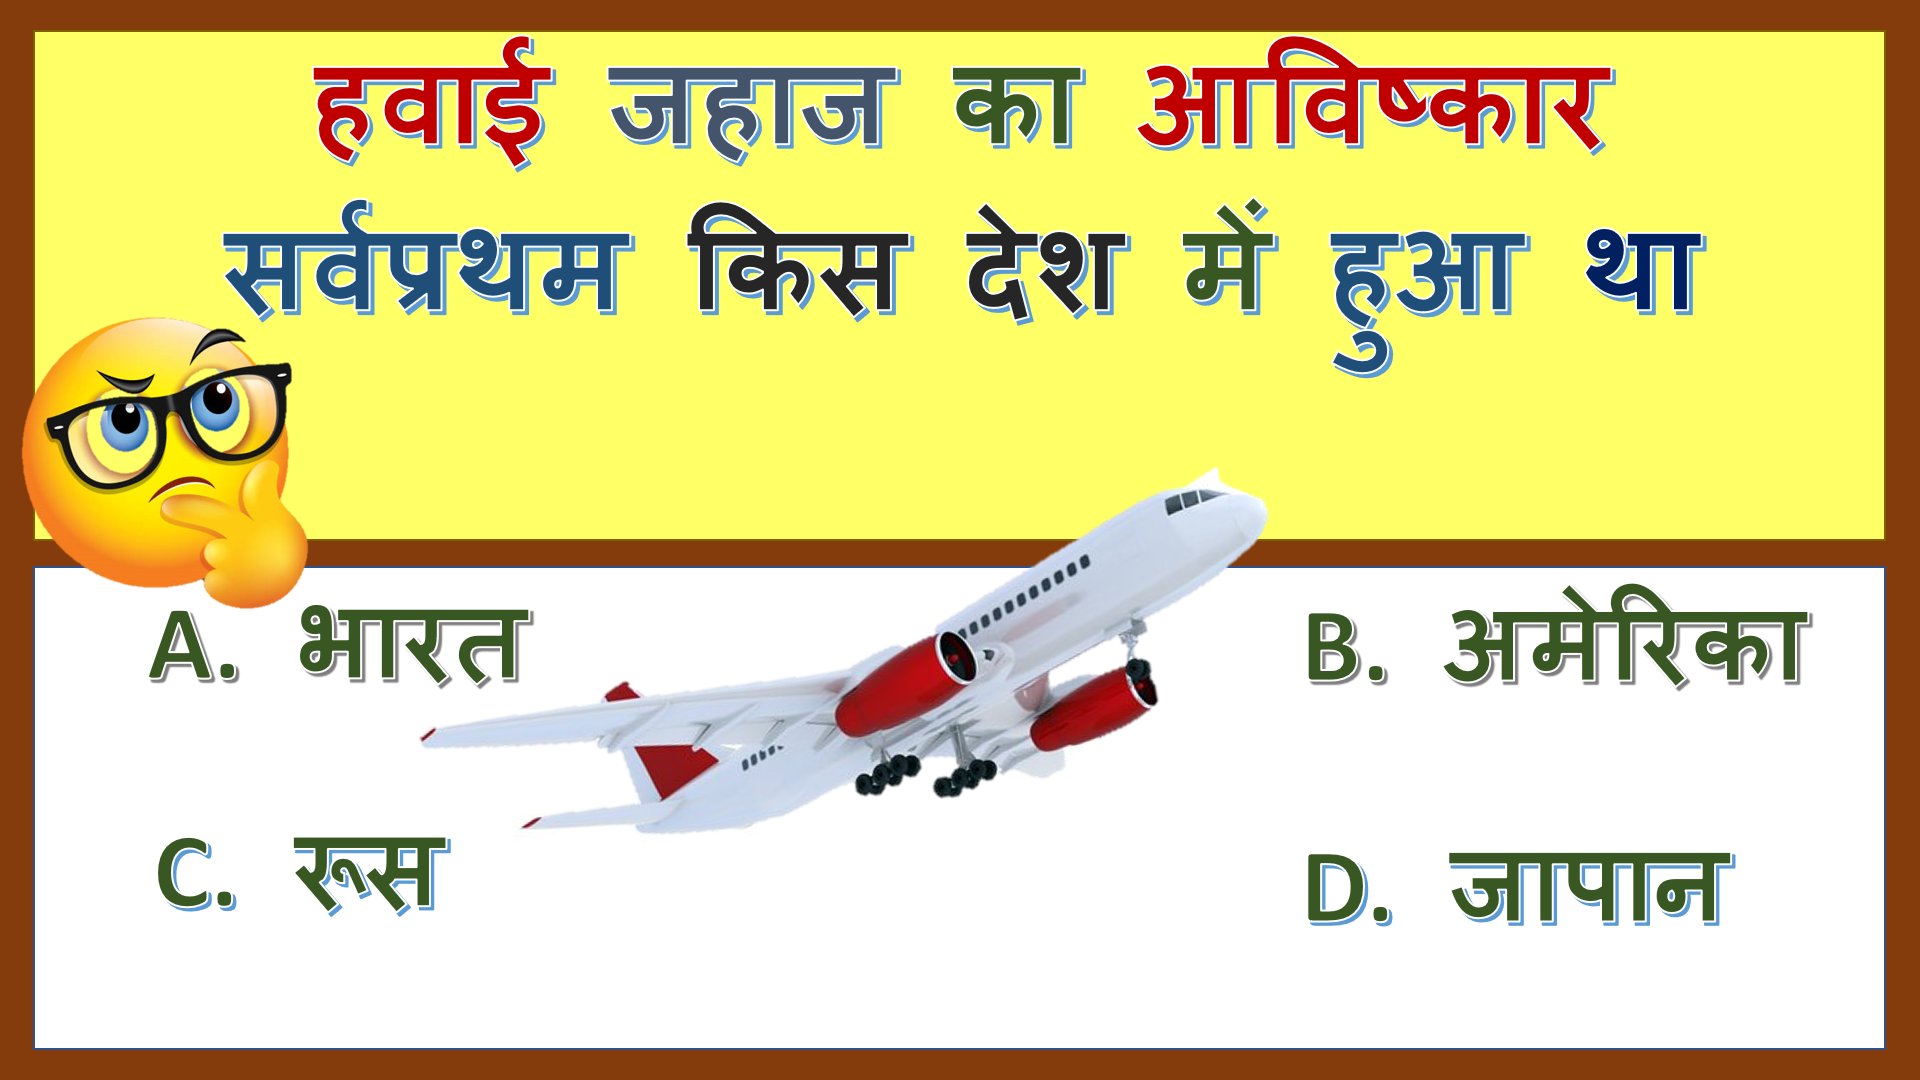 हवाई जहाज का आविष्कार
सर्वप्रथम किस देश में हुआ था
A. भारत
B. अमेरिका
C. रूस
D. जापान